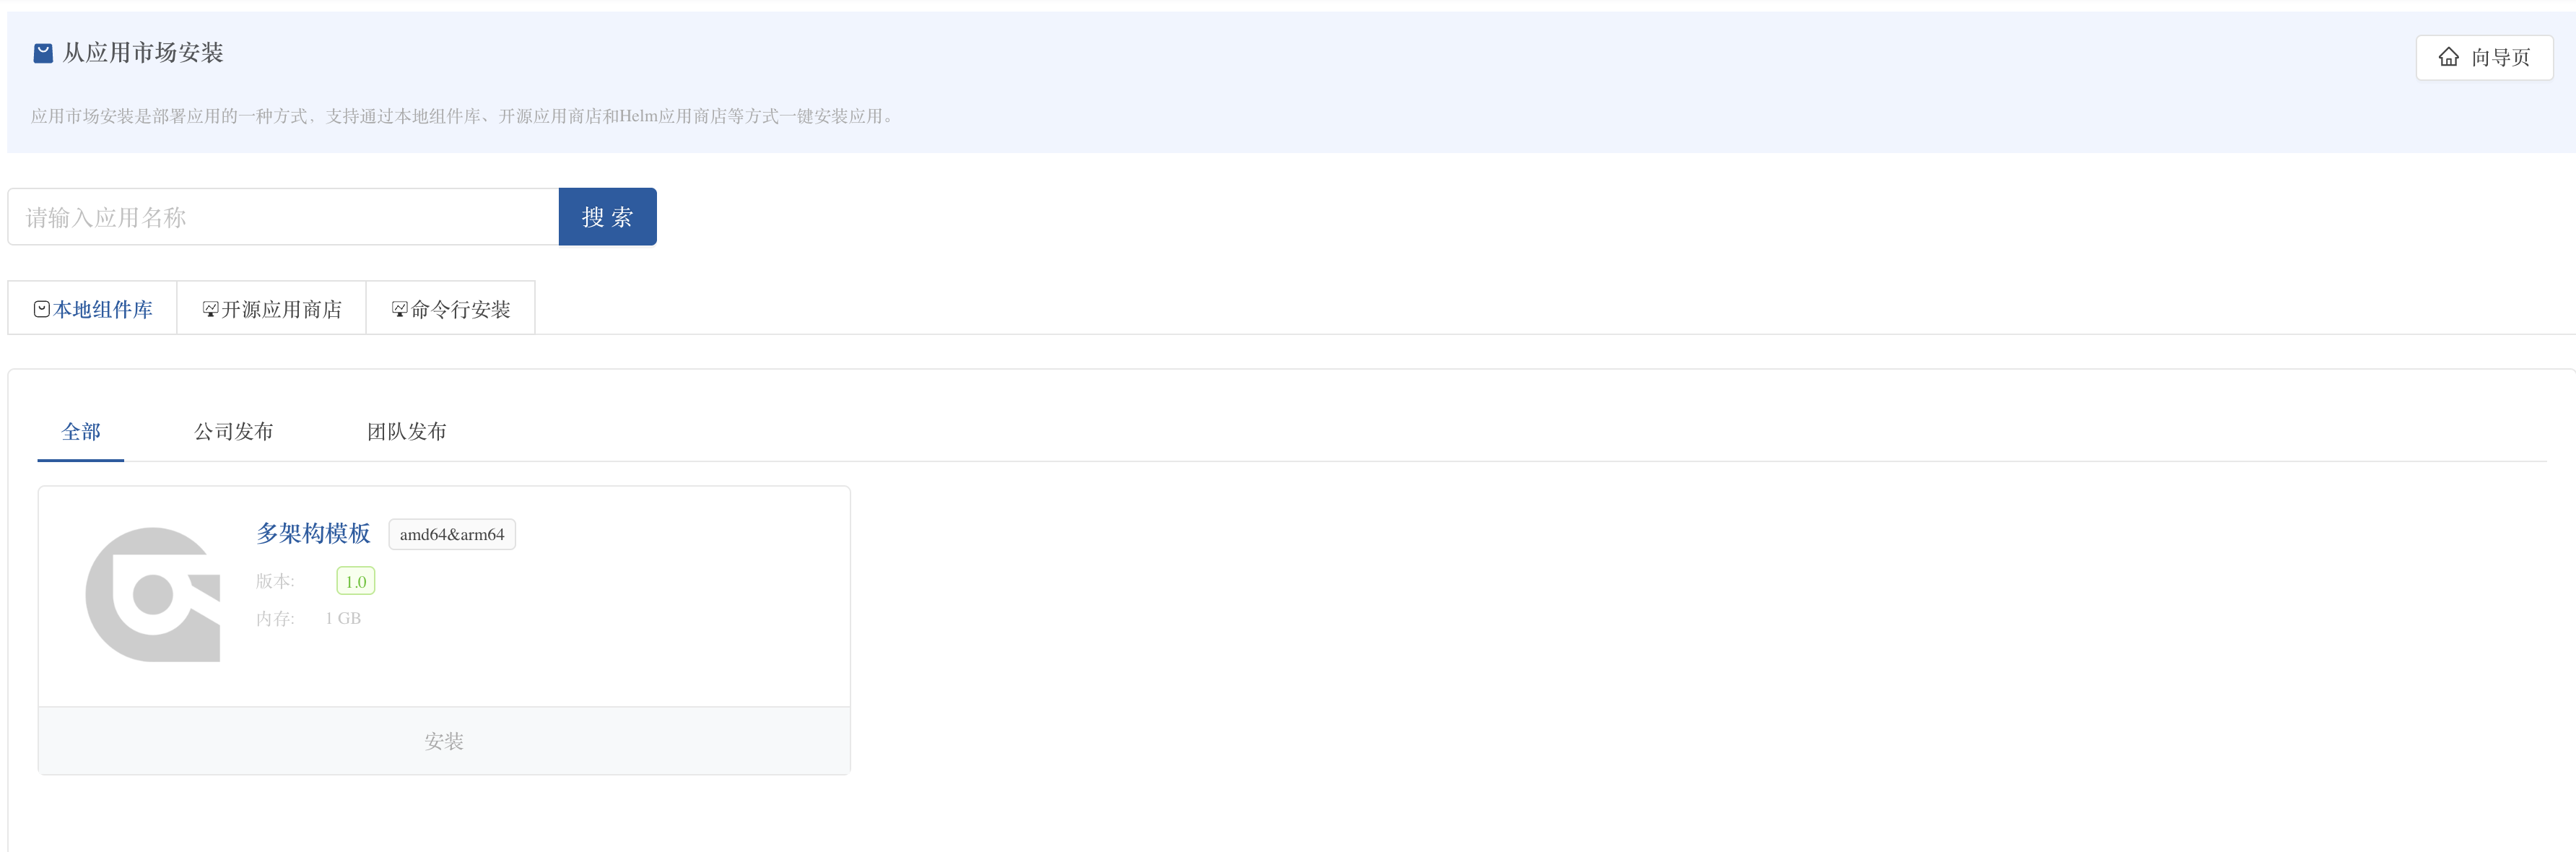 从应用市场安装
向导页
应用市场安装是部署应用的一种方式，支持通过本地组件库、开源应用商店和Helm应用商店等方式一键安装应用。
请输入应用名称
搜 索
本地组件库
开源应用商店
命令行安装
全部
公司发布
团队发布
多架构模板
amd64&arm64
版本:
1.0
内存:
1 GB
安装